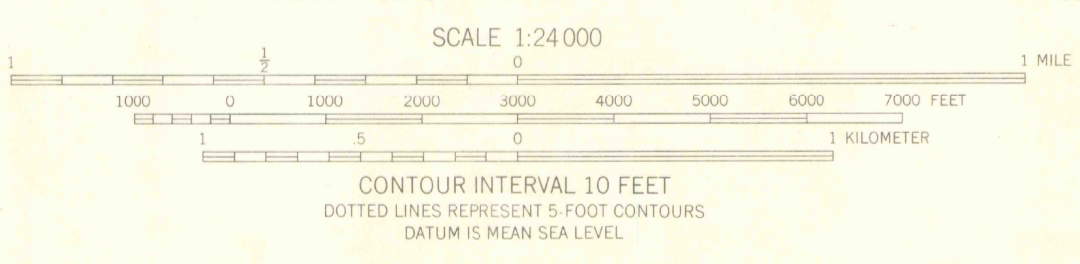 SCALE 1:24 000
1 1/2 0 1 MILE
1000 0 1000 2000 3000 4000 5000 6000 7000 FEET
1 .5 0 1 KILOMETER
CONTOUR INTERVAL 10 FEET
DOTTED LINES REPRESENT 5-FOOT CONTOURS
DATUM IS MEAN SEA LEVEL